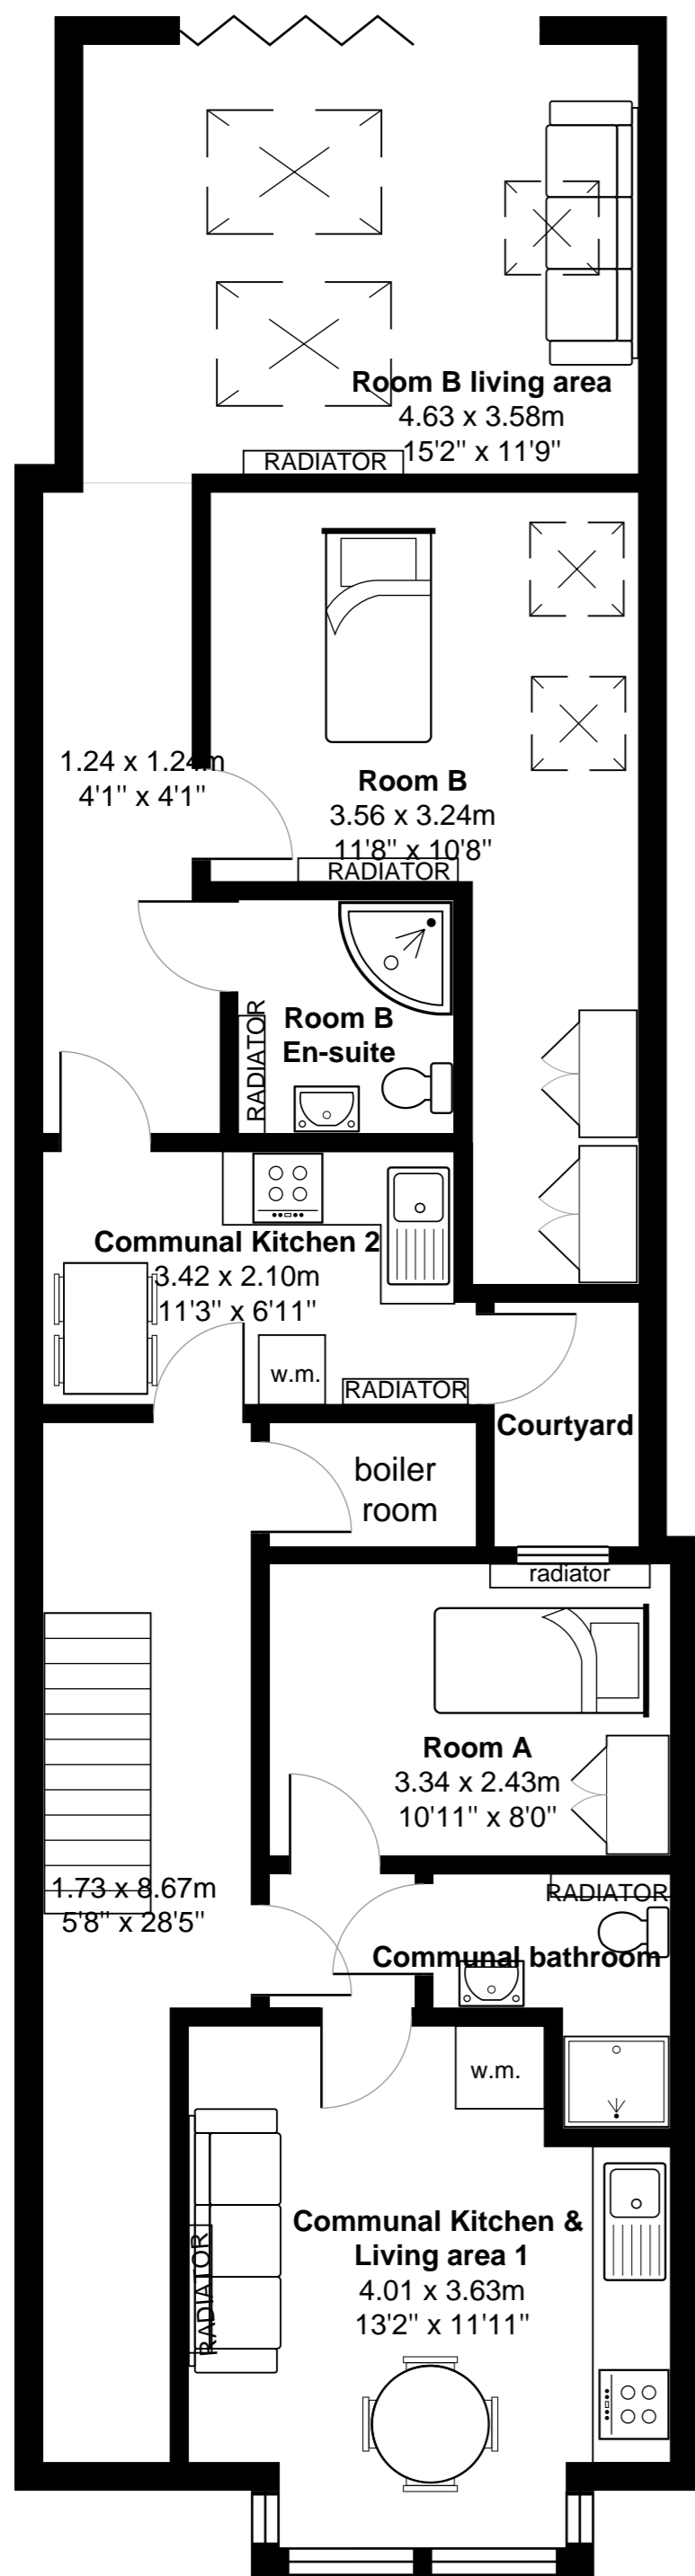 Room B living area
4.63 x 3.58m
15'2" x 11'9"
RADIATOR
1.24 x 1.24m
4'1" x 4'1"
Room B
3.56 x 3.24m
11'8" x 10'8"
RADIATOR
RADIATOR
Room B
En-suite
Communal Kitchen 2
3.42 x 2.10m
11'3" x 6'11"
w.m.
RADIATOR
Courtyard
boiler
room
radiator
Room A
3.34 x 2.43m
10'11" x 8'0"
1.73 x 8.67m
5'8" x 28'5"
RADIATOR
Communal bathroom
w.m.
RADIATOR
Communal Kitchen &
Living area 1
4.01 x 3.63m
13'2" x 11'11"